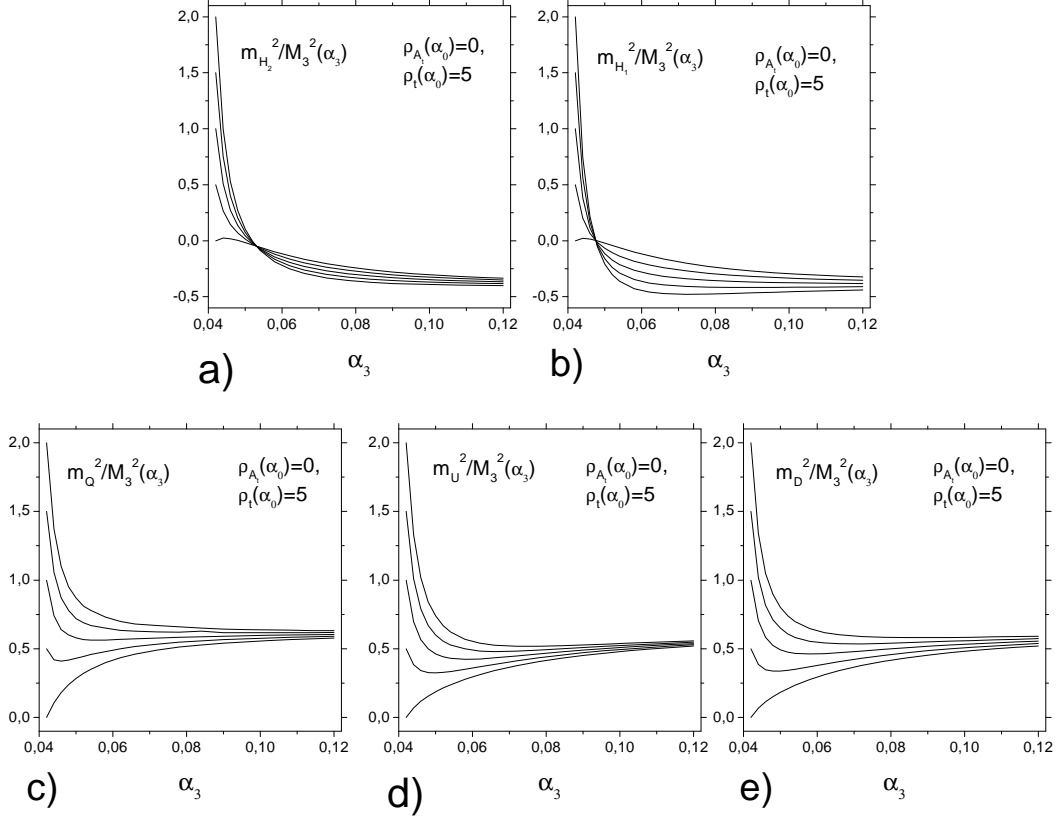 2,0
1,5
1,0
0,5
0,0
-0,5
m_{H_2}^2/M_3^2(α_3)
ρ_{A_t}(α_0)=0,
ρ_t(α_0)=5
0,04 0,06 0,08 0,10 0,12
a)
α_3
2,0
1,5
1,0
0,5
0,0
-0,5
m_{H_1}^2/M_3^2(α_3)
ρ_{A_t}(α_0)=0,
ρ_t(α_0)=5
0,04 0,06 0,08 0,10 0,12
b)
α_3
2,0
1,5
1,0
0,5
0,0
m_Q^2/M_3^2(α_3)
ρ_{A_t}(α_0)=0,
ρ_t(α_0)=5
0,04 0,06 0,08 0,10 0,12
c)
α_3
2,0
1,5
1,0
0,5
0,0
m_U^2/M_3^2(α_3)
ρ_{A_t}(α_0)=0,
ρ_t(α_0)=5
0,04 0,06 0,08 0,10 0,12
d)
α_3
2,0
1,5
1,0
0,5
0,0
m_D^2/M_3^2(α_3)
ρ_{A_t}(α_0)=0,
ρ_t(α_0)=5
0,04 0,06 0,08 0,10 0,12
e)
α_3